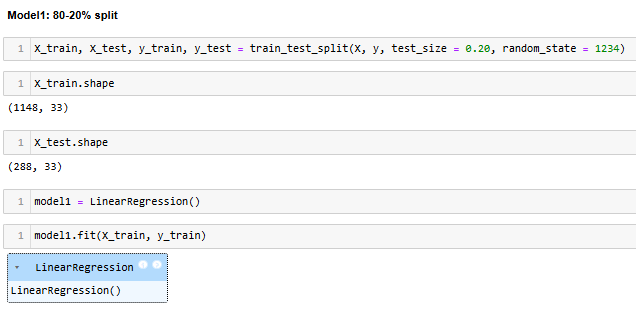 Model1: 80-20% split
1 X_train, X_test, y_train, y_test = train_test_split(X, y, test_size = 0.20, random_state = 1234)
1 X_train.shape
(1148, 33)
1 X_test.shape
(288, 33)
1 model1 = LinearRegression()
1 model1.fit(X_train, y_train)
LinearRegression
LinearRegression()